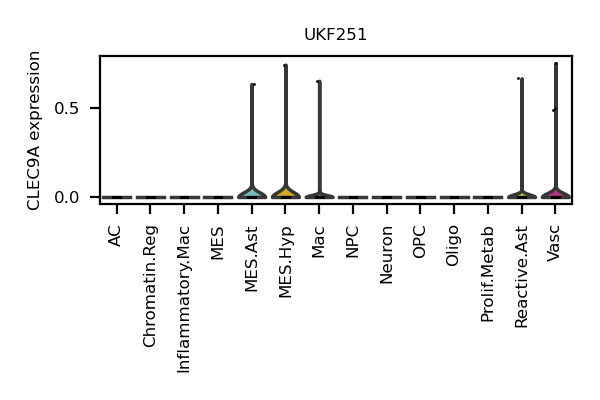 UKF251
CLEC9A expression
0.5
0.0
AC
Chromatin.Reg
Inflammatory.Mac
MES
MES.Ast
MES.Hyp
Mac
NPC
Neuron
OPC
Oligo
Prolif.Metab
Reactive.Ast
Vasc